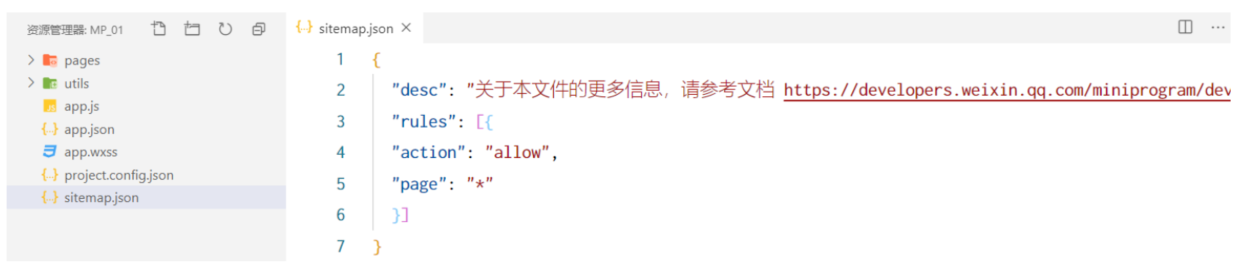 资源管理器: MP_01
pages
utils
app.js
{..} app.json
app.wxss
{..} project.config.json
{..} sitemap.json
{..} sitemap.json ×
1 {
2 "desc": "关于本文件的更多信息，请参考文档 https://developers.weixin.qq.com/miniprogram/dev
3 "rules": [{
4 "action": "allow",
5 "page": "*"
6 }]
7 }